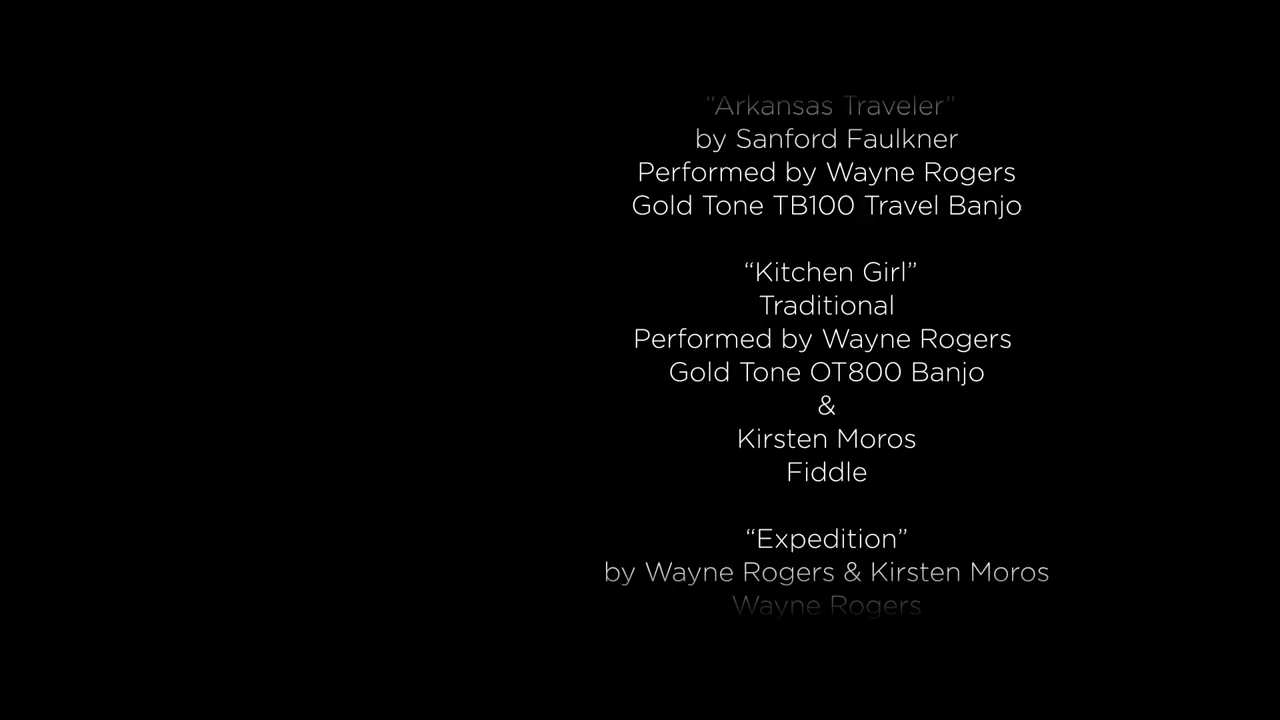 “Arkansas Traveler”
by Sanford Faulkner
Performed by Wayne Rogers
Gold Tone TB100 Travel Banjo
“Kitchen Girl”
Traditional
Performed by Wayne Rogers
Gold Tone OT800 Banjo
&
Kirsten Moros
Fiddle
“Expedition”
by Wayne Rogers & Kirsten Moros
Wayne Rogers